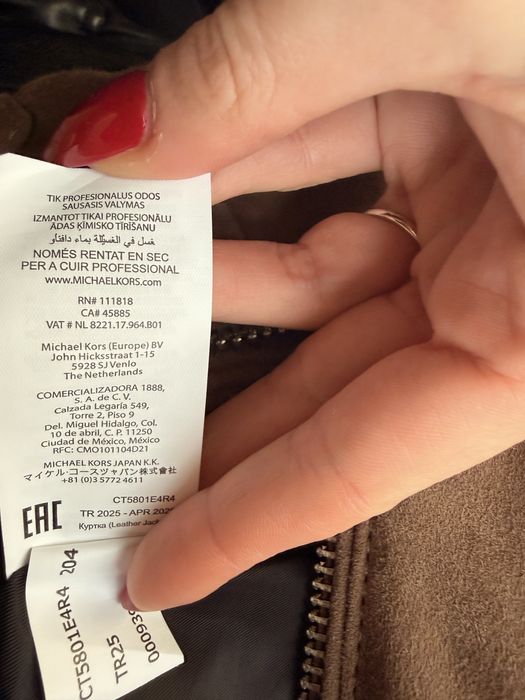 TIK PROFESIONALUS ODOS
SAUSASIS VALYMAS
IZMANTOT TIKAI PROFESIONĀLU
ĀDAS ĶĪMISKO TĪRĪŠANU
NOMÉS RENTAT EN SEC
PER A CUIR PROFESSIONAL
www.MICHAELKORS.com
RN# 111818
CA# 45885
VAT # NL 8221.17.964.B01
Michael Kors (Europe) BV
John Hicksstraat 1-15
5928 SJ Venlo
The Netherlands
COMERCIALIZADORA 1888,
S. A. de C. V.
Calzada Legaría 549,
Torre 2, Piso 9
Del. Miguel Hidalgo, Col.
10 de abril, C. P. 11250
Ciudad de México, México
RFC: CMO101104D21
MICHAEL KORS JAPAN K.K.
マイケル・コースジャパン株式会社
+81 (0)3 5772 4611
CT5801E4R4
EAC
TR 2025 - APR
Куртка (Leather
CT5801E4R4 204
TR25